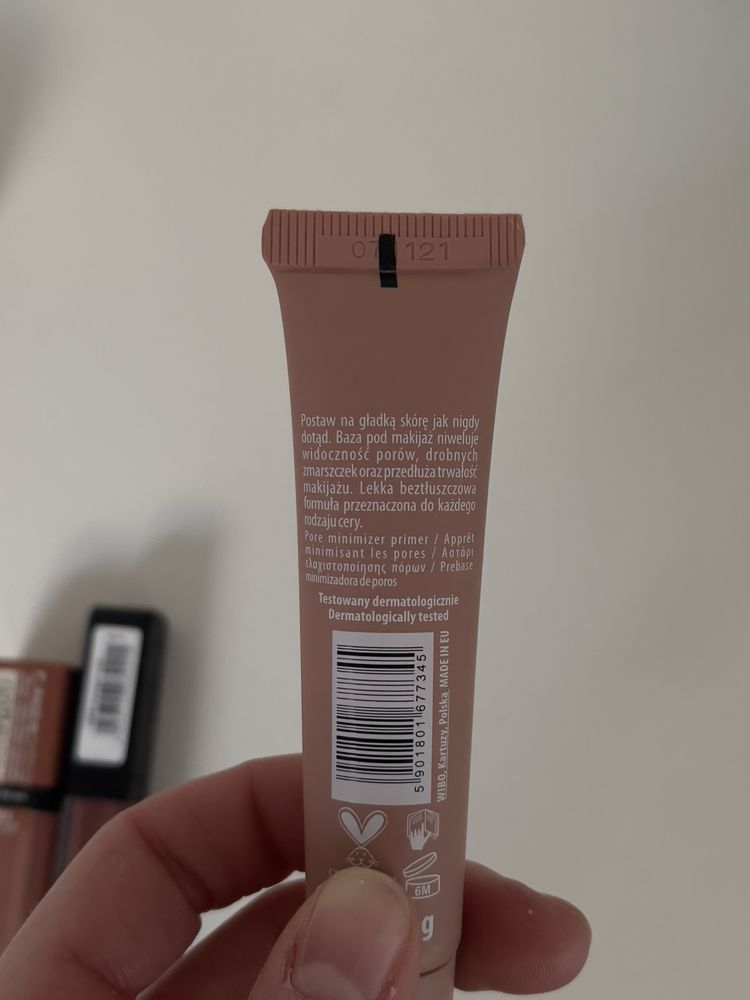 121
Postaw na gładką skórę jak nigdy
dotąd. Baza pod makijaż niweluje
widoczność porów, drobnych
zmarszczek oraz przedłuża trwałość
makijażu. Lekka beztłuszczowa
formuła przeznaczona do każdego
rodzaju cery.
Pore minimizer primer / Apprêt
minimisant les pores / Αστάρι
ελαχιστοποίησης πόρων / Prebase
minimizadora de poros
Testowany dermatologicznie
Dermatologically tested
5 901801 677345
WIBO, Kartuzy, Polska MADE IN EU
6M
g